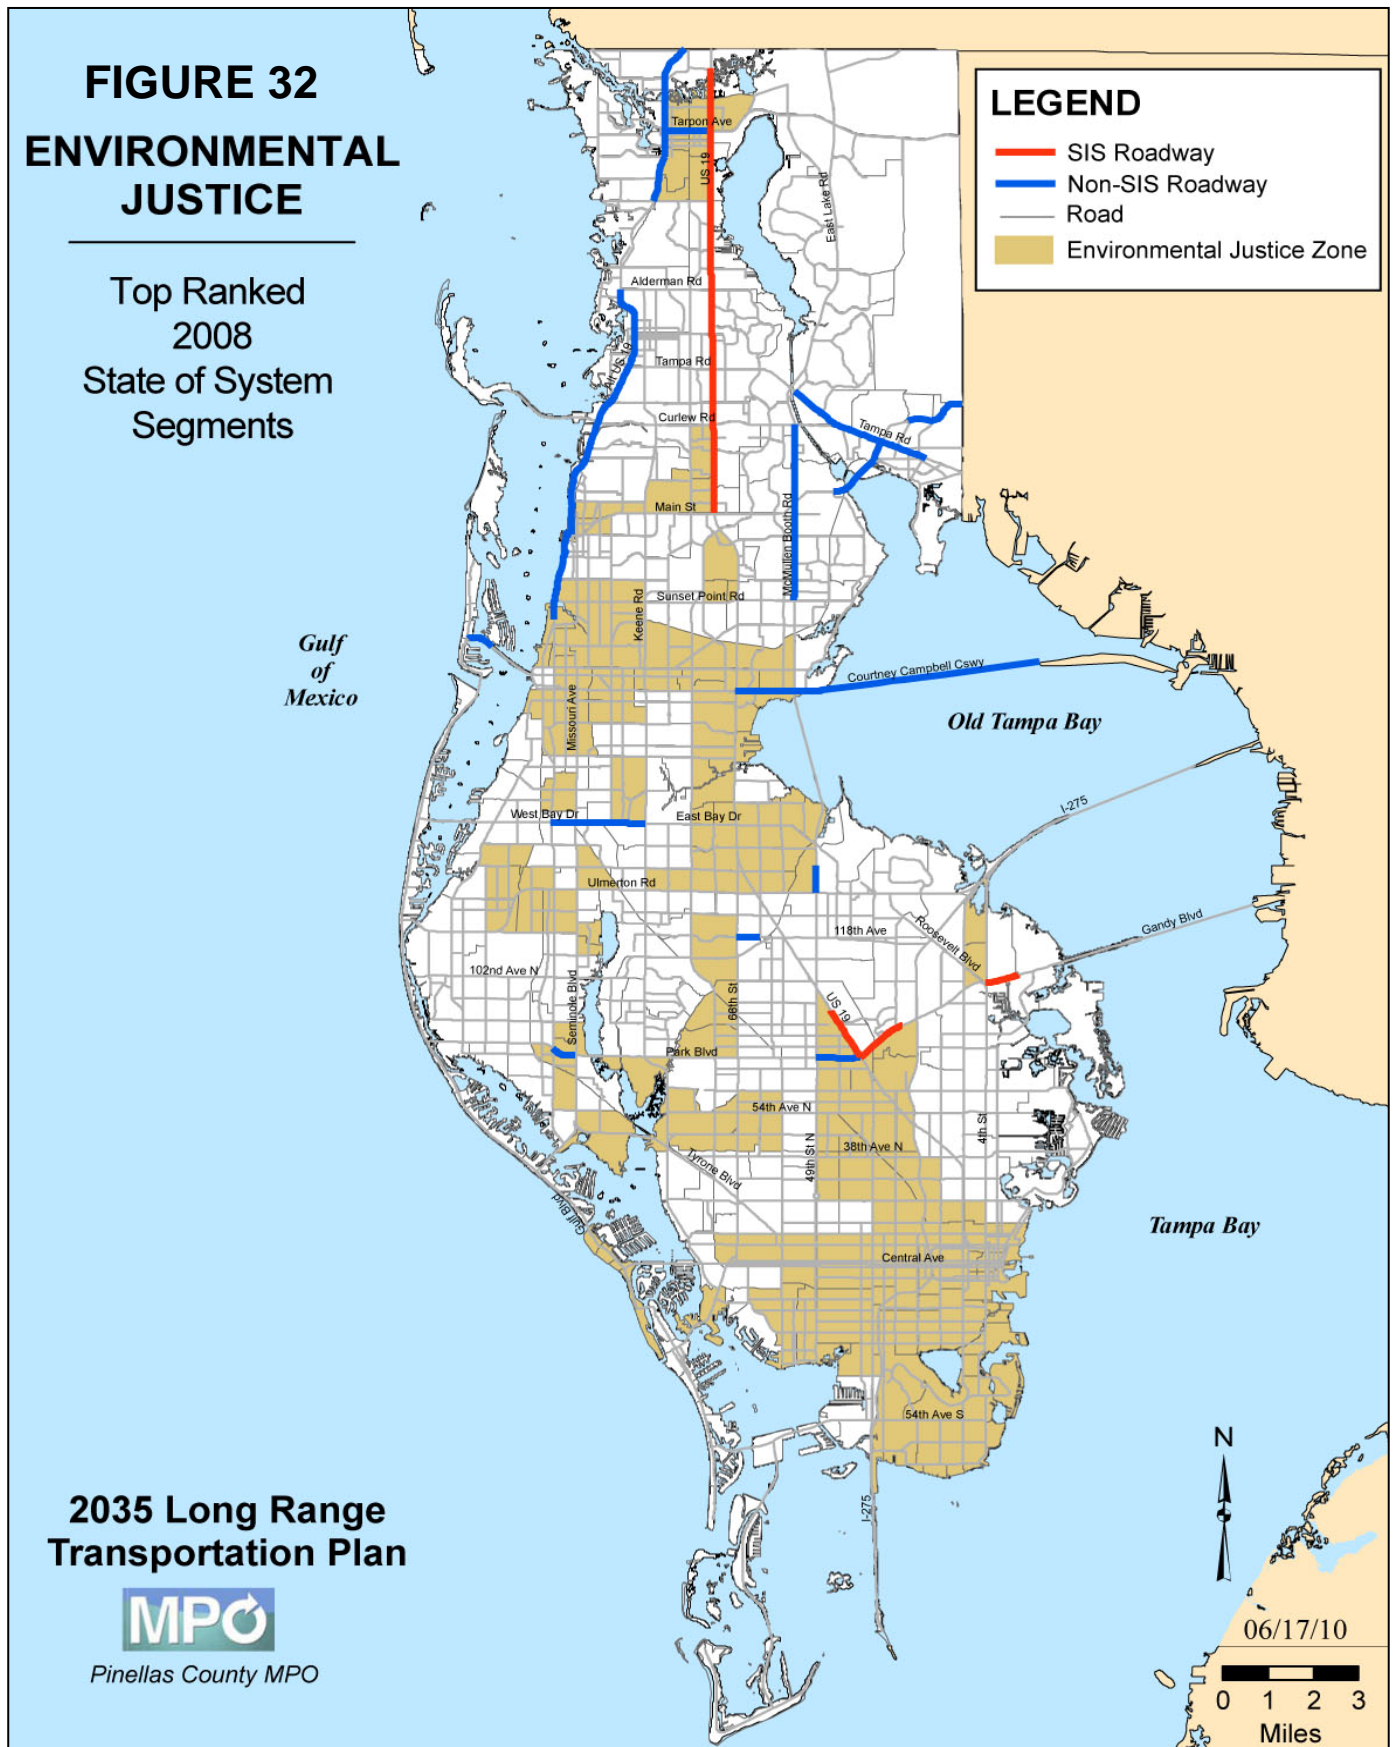 FIGURE 32
ENVIRONMENTAL
JUSTICE
Top Ranked
2008
State of System
Segments
LEGEND
SIS Roadway
Non-SIS Roadway
Road
Environmental Justice Zone
Tarpon Ave
US 19
East Lake Rd
Alderman Rd
Alt US 19
Tampa Rd
Curlew Rd
Tampa Rd
Main St
McMullen Booth Rd
Sunset Point Rd
Keene Rd
Gulf
of
Mexico
Courtney Campbell Cswy
Old Tampa Bay
Missouri Ave
I-275
West Bay Dr
East Bay Dr
Ulmerton Rd
118th Ave
Roosevelt Blvd
Gandy Blvd
102nd Ave N
Seminole Blvd
66th St
US 19
Park Blvd
54th Ave N
38th Ave N
49th St N
4th St
Tyrone Blvd
Gulf Blvd
Tampa Bay
Central Ave
54th Ave S
I-275
2035 Long Range
Transportation Plan
MPO
Pinellas County MPO
N
06/17/10
0 1 2 3
Miles